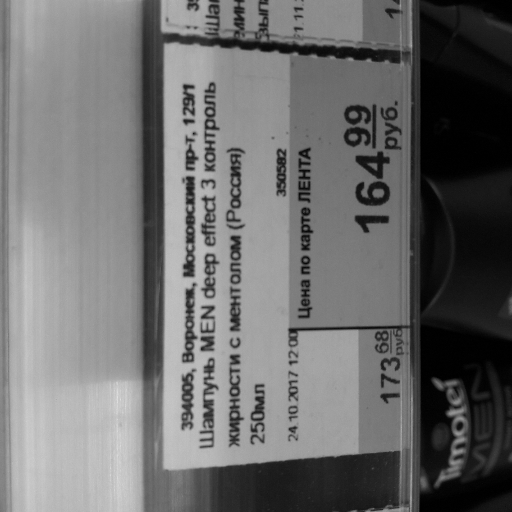 394005, Воронеж, Московский пр-т, 129/1
Шампунь MEN deep effect 3 контроль
жирности с ментолом (Россия)
250мл
350582
24.10.2017 12:00
Цена по карте ЛЕНТА
164 99
руб.
173 68
руб
Timotei
MEN